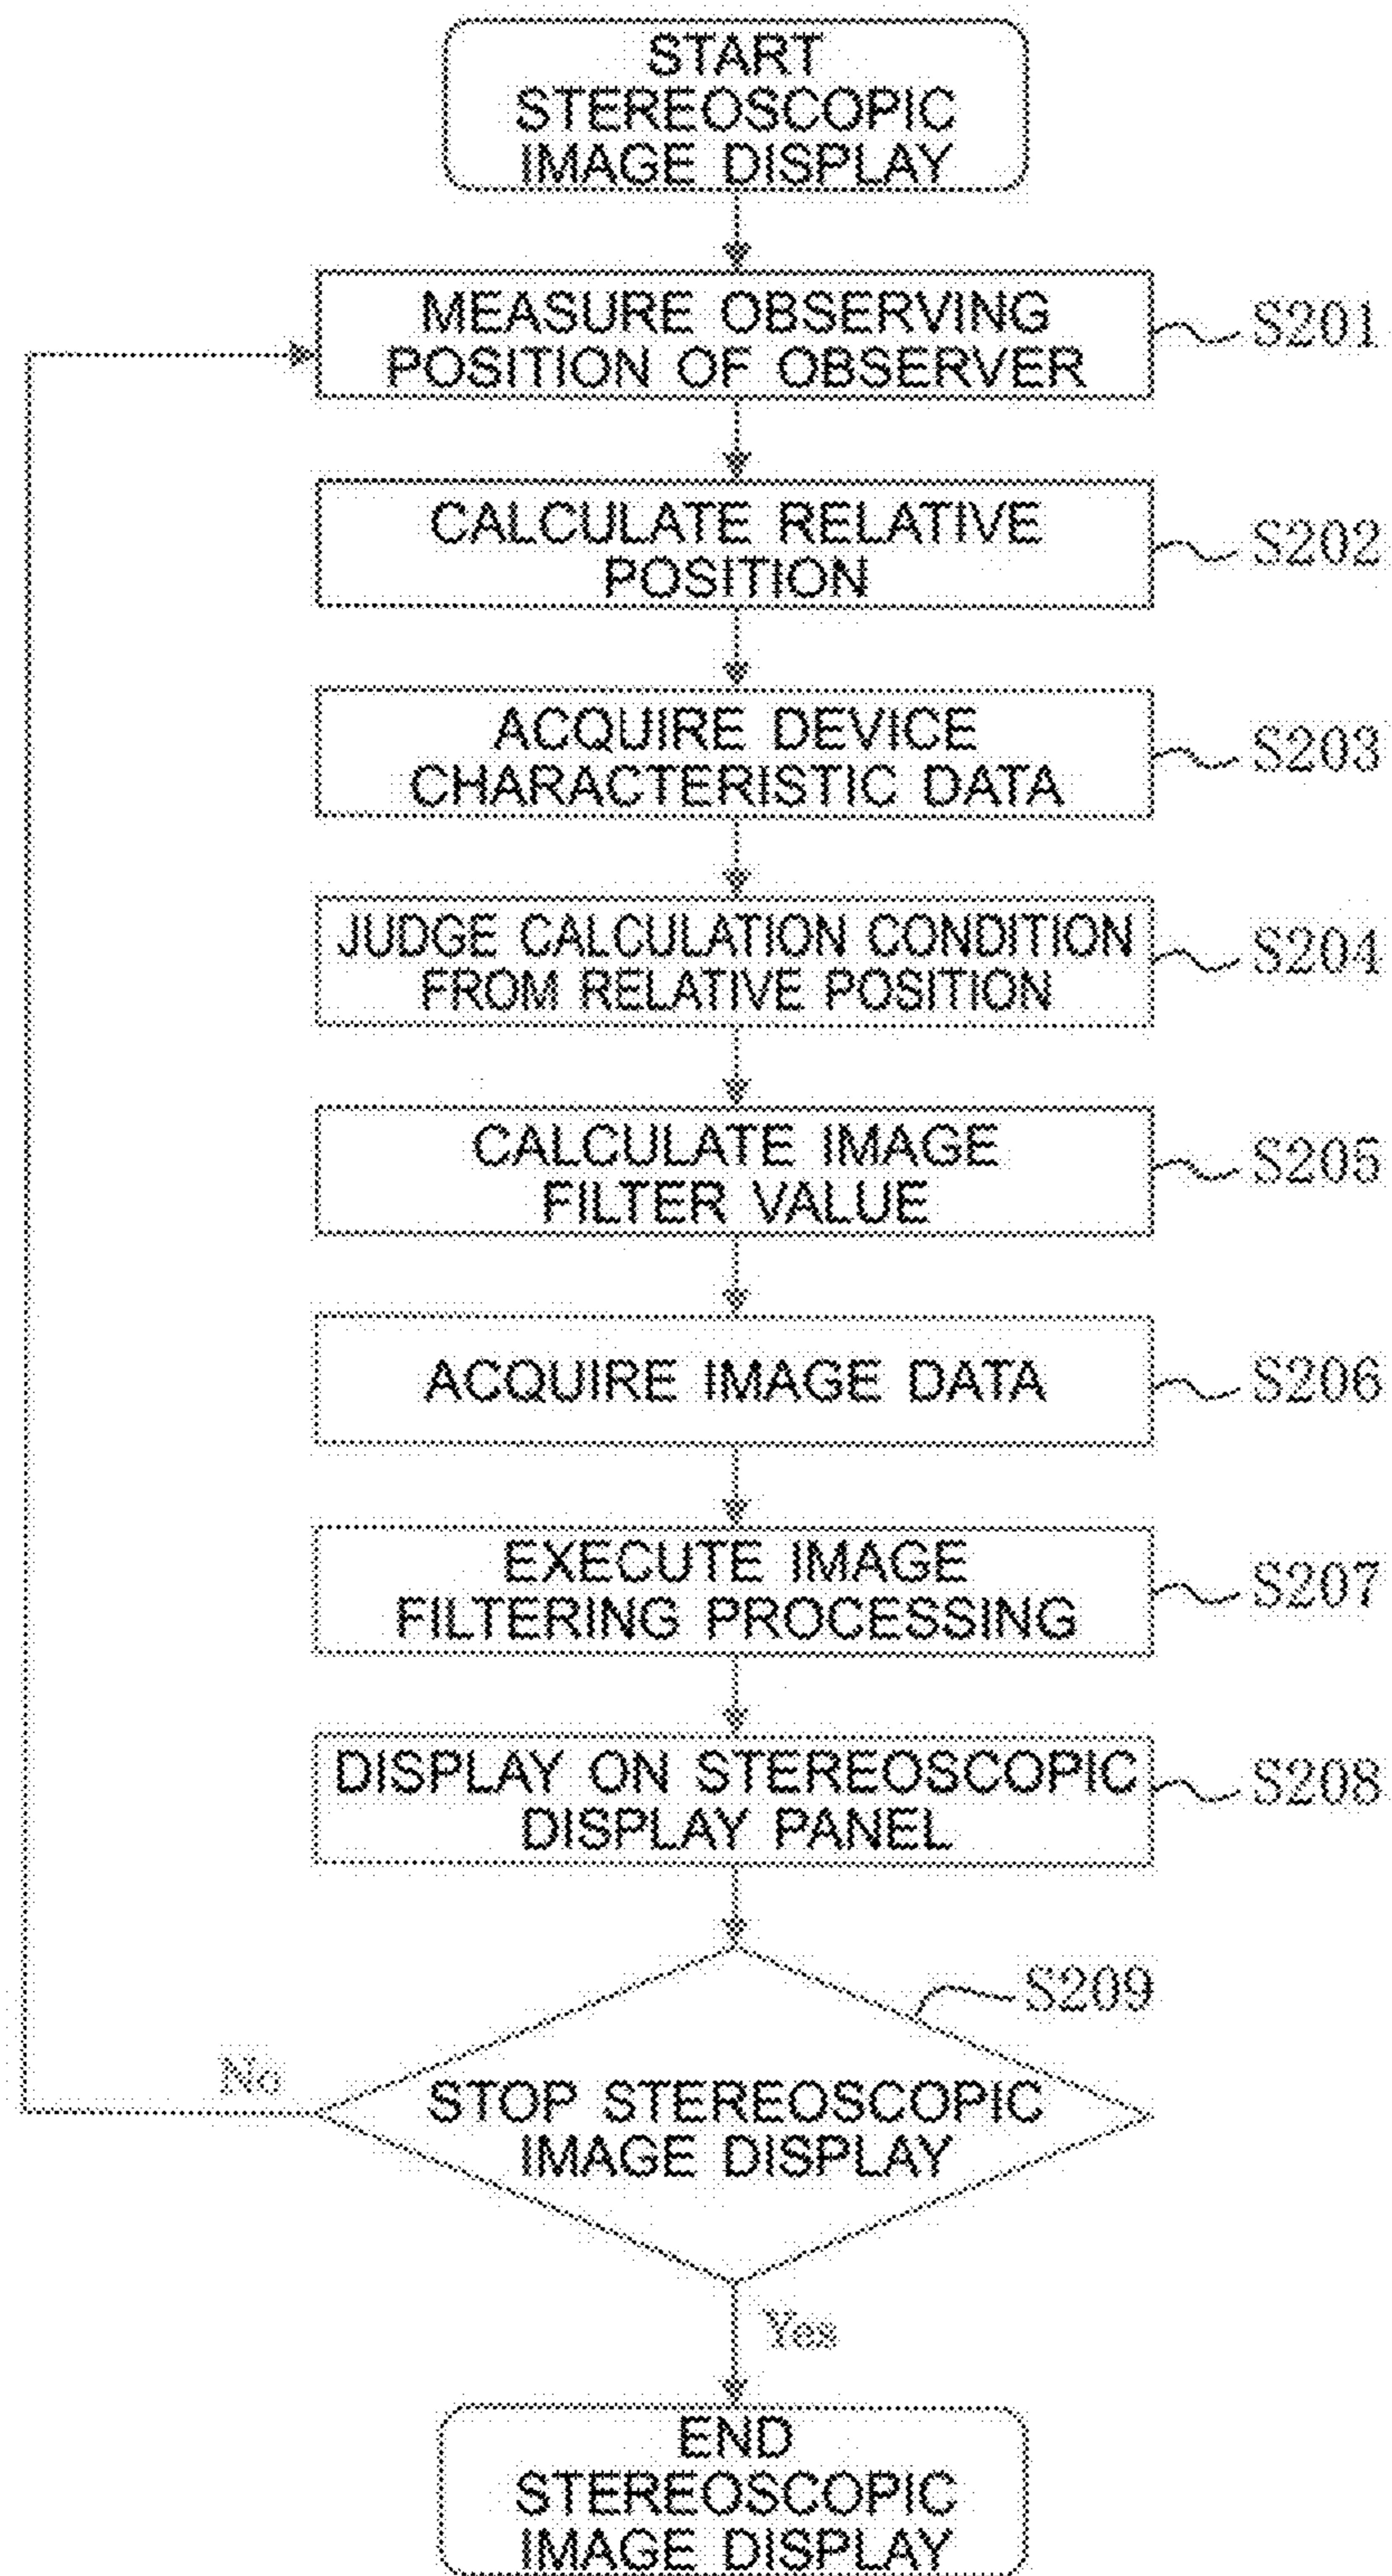 START
STEREOSCOPIC
IMAGE DISPLAY
MEASURE OBSERVING
POSITION OF OBSERVER
S201
CALCULATE RELATIVE
POSITION
S202
ACQUIRE DEVICE
CHARACTERISTIC DATA
S203
JUDGE CALCULATION CONDITION
FROM RELATIVE POSITION
S204
CALCULATE IMAGE
FILTER VALUE
S205
ACQUIRE IMAGE DATA
S206
EXECUTE IMAGE
FILTERING PROCESSING
S207
DISPLAY ON STEREOSCOPIC
DISPLAY PANEL
S208
S209
No
STOP STEREOSCOPIC
IMAGE DISPLAY
Yes
END
STEREOSCOPIC
IMAGE DISPLAY